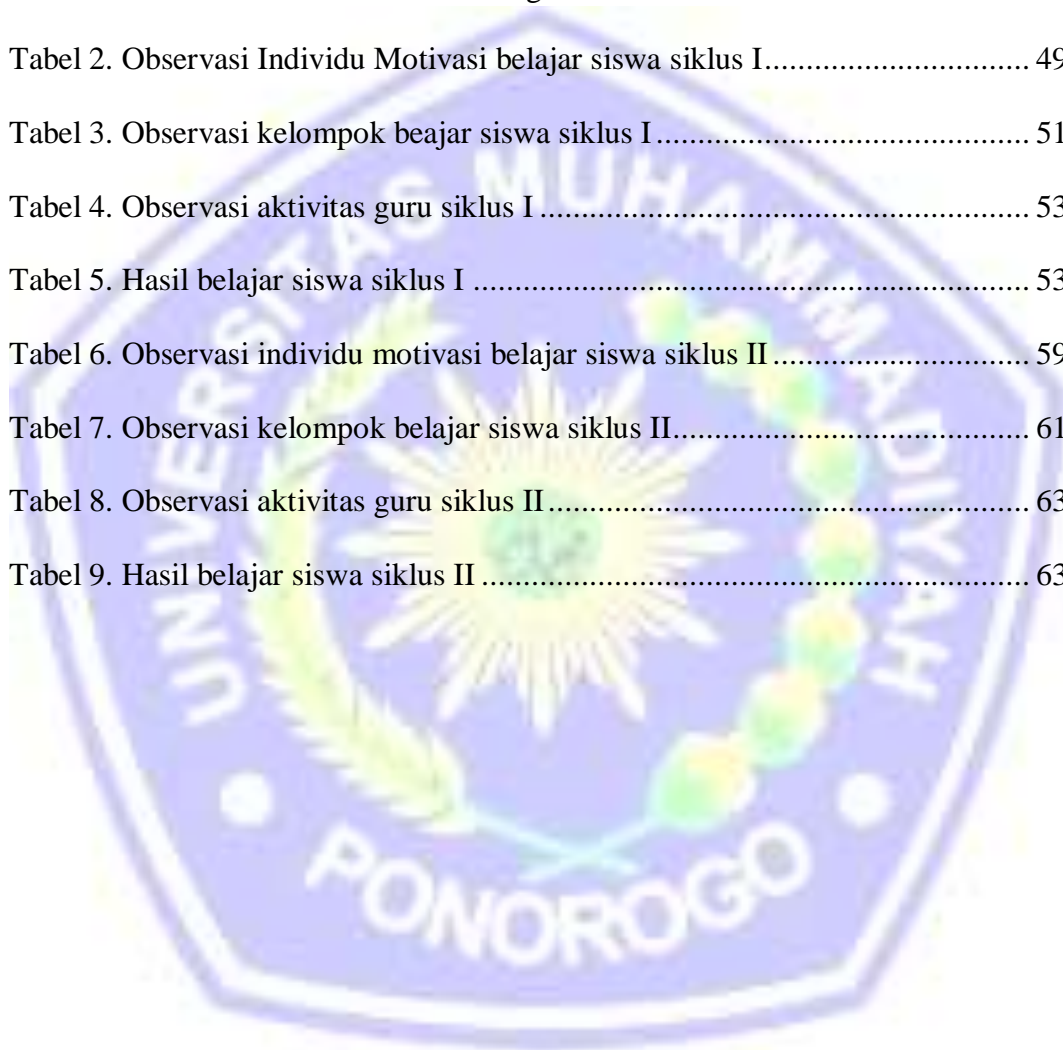 Tabel 2. Observasi Individu Motivasi belajar siswa siklus I............................... 49
Tabel 3. Observasi kelompok beajar siswa siklus I............................................ 51
Tabel 4. Observasi aktivitas guru siklus I.......................................................... 53
Tabel 5. Hasil belajar siswa siklus I................................................................... 53
Tabel 6. Observasi individu motivasi belajar siswa siklus II.............................. 59
Tabel 7. Observasi kelompok belajar siswa siklus II.......................................... 61
Tabel 8. Observasi aktivitas guru siklus II......................................................... 63
Tabel 9. Hasil belajar siswa siklus II.................................................................. 63
UNIVERSITAS MUHAMMADIYAH
PONOROGO